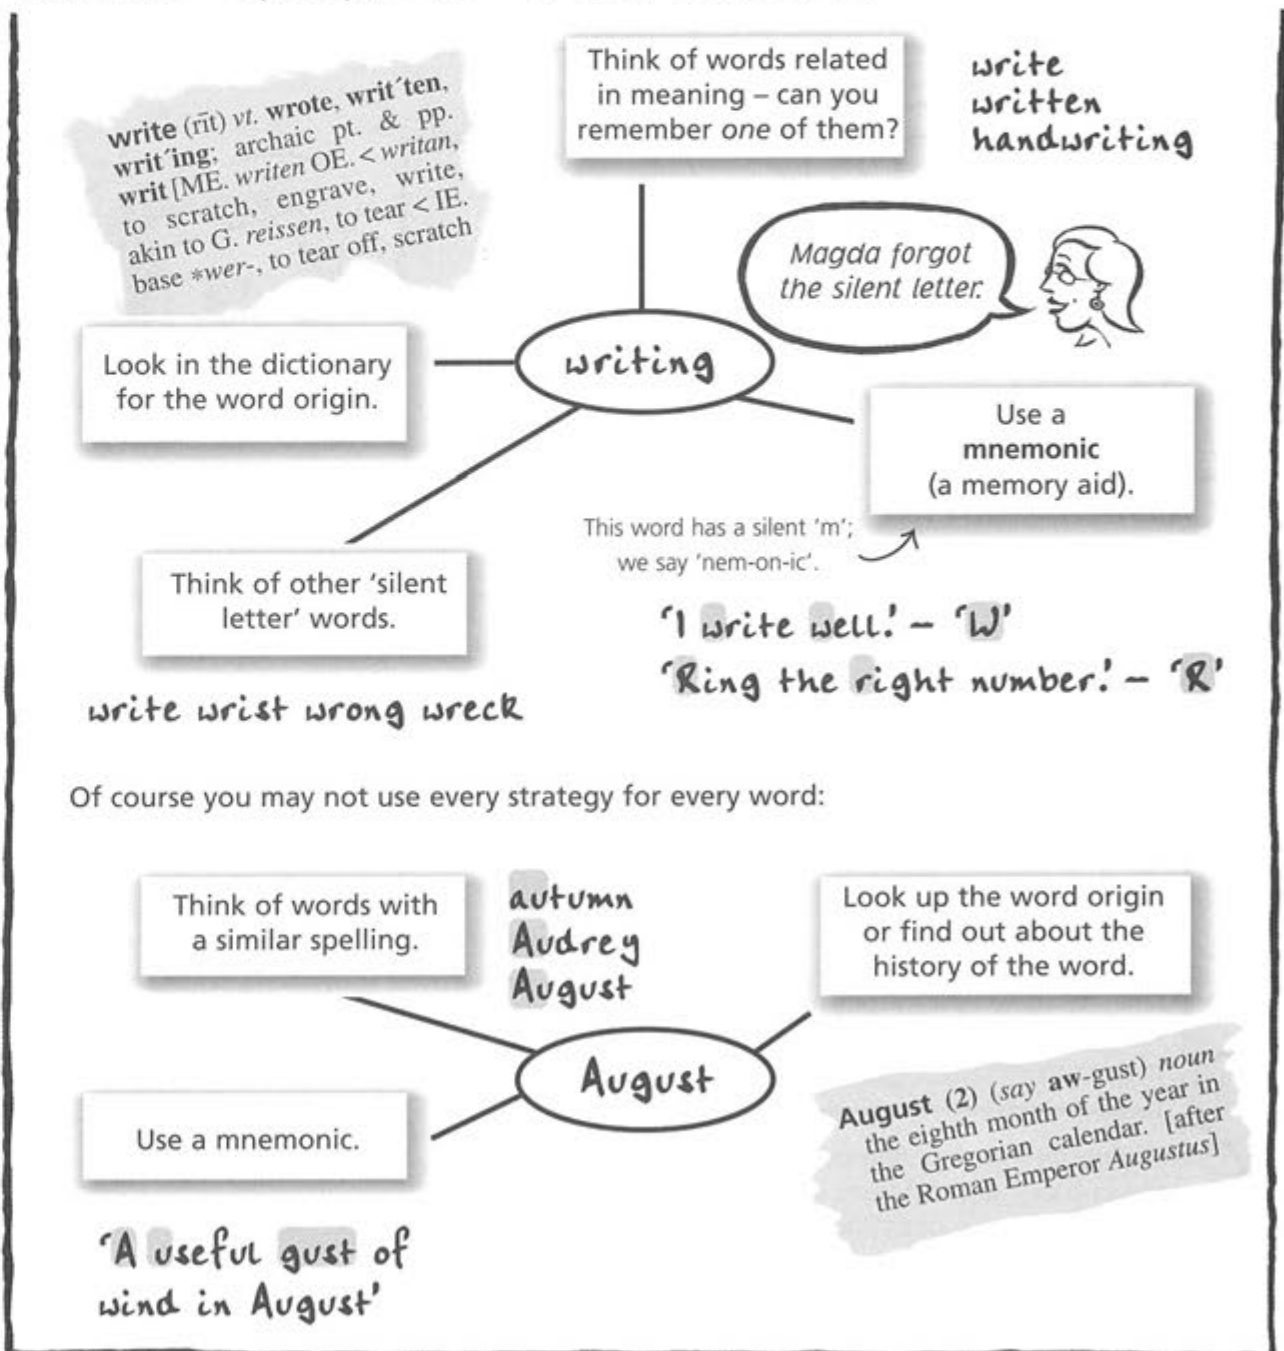 Think of words related
in meaning – can you
remember one of them?
write
written
handwriting
write (rīt) vt. wrote, writ´ten,
writ´ing; archaic pt. & pp.
writ [ME. writen OE. < writan,
to scratch, engrave, write,
akin to G. reissen, to tear < IE.
base *wer-, to tear off, scratch
Magda forgot
the silent letter.
Look in the dictionary
for the word origin.
writing
Use a
mnemonic
(a memory aid).
This word has a silent 'm';
we say 'nem-on-ic'.
Think of other 'silent
letter' words.
'I write well.' – 'W'
'Ring the right number.' – 'R'
write wrist wrong wreck
Of course you may not use every strategy for every word:
Think of words with
a similar spelling.
autumn
Audrey
August
Look up the word origin
or find out about the
history of the word.
August
August (2) (say aw-gust) noun
the eighth month of the year in
the Gregorian calendar. [after
the Roman Emperor Augustus]
Use a mnemonic.
'A useful gust of
wind in August'